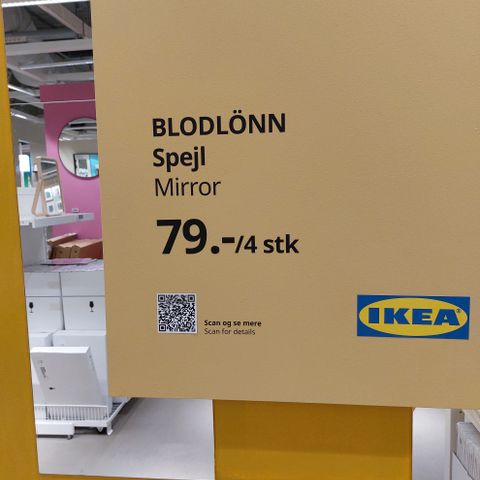 BLODLÖNN
Spejl
Mirror
79.-/4 stk
Scan og se mere
Scan for details
IKEA